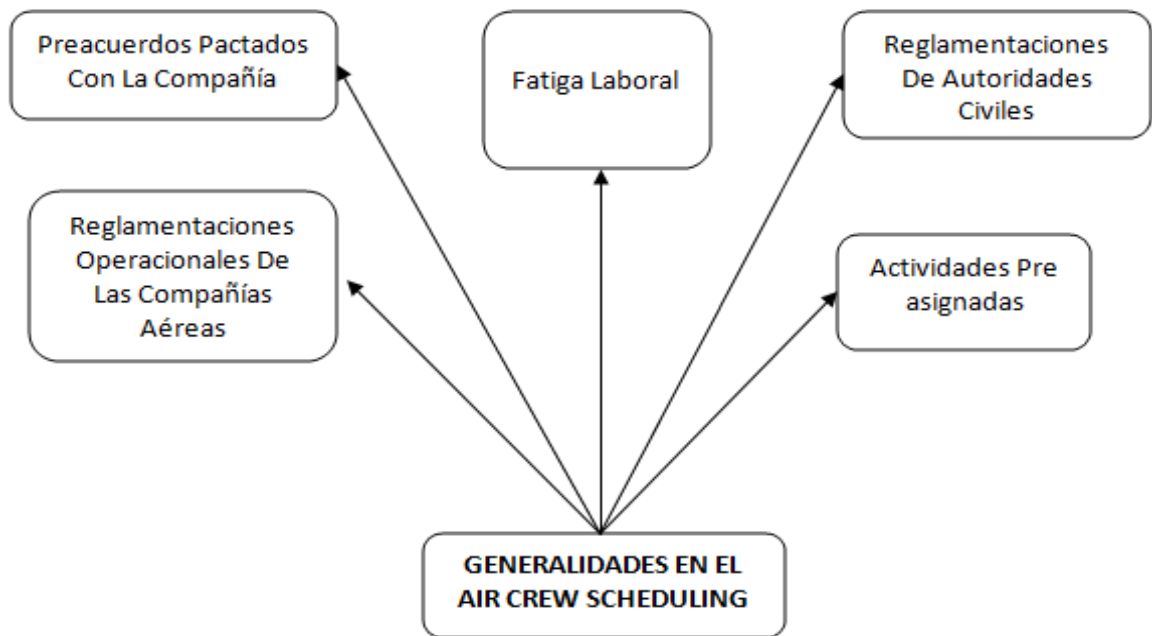 Preacuerdos Pactados
Con La Compañía
Fatiga Laboral
Reglamentaciones
De Autoridades
Civiles
Reglamentaciones
Operacionales De
Las Compañías
Aéreas
Actividades Pre
asignadas
GENERALIDADES EN EL
AIR CREW SCHEDULING